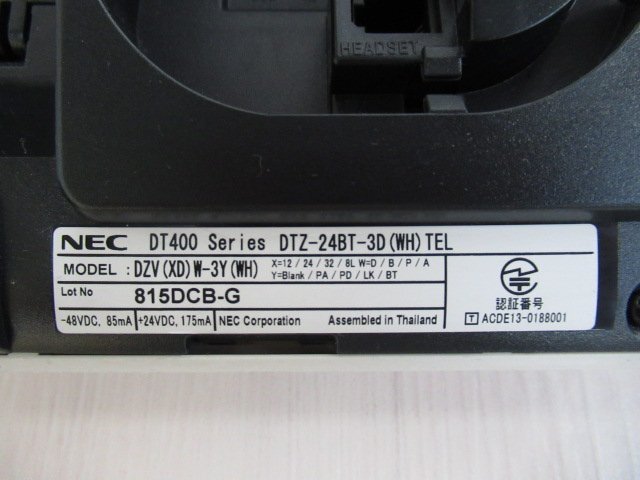 HEADSET
NEC DT400 Series DTZ-24BT-3D(WH)TEL
MODEL : DZV(XD)W-3Y(WH) X=12 / 24 / 32 / 8L W=D / B / P / A
Y=Blank / PA / PD / LK / BT
Lot No 815DCB-G
-48VDC, 85mA +24VDC, 175mA NEC Corporation Assembled in Thailand
認証番号
T ACDE13-0188001